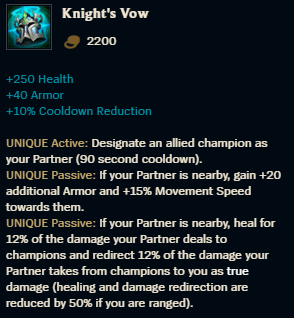 Knight's Vow
2200
+250 Health
+40 Armor
+10% Cooldown Reduction
UNIQUE Active: Designate an allied champion as
your Partner (90 second cooldown).
UNIQUE Passive: If your Partner is nearby, gain +20
additional Armor and +15% Movement Speed
towards them.
UNIQUE Passive: If your Partner is nearby, heal for
12% of the damage your Partner deals to
champions and redirect 12% of the damage your
Partner takes from champions to you as true
damage (healing and damage redirection are
reduced by 50% if you are ranged).